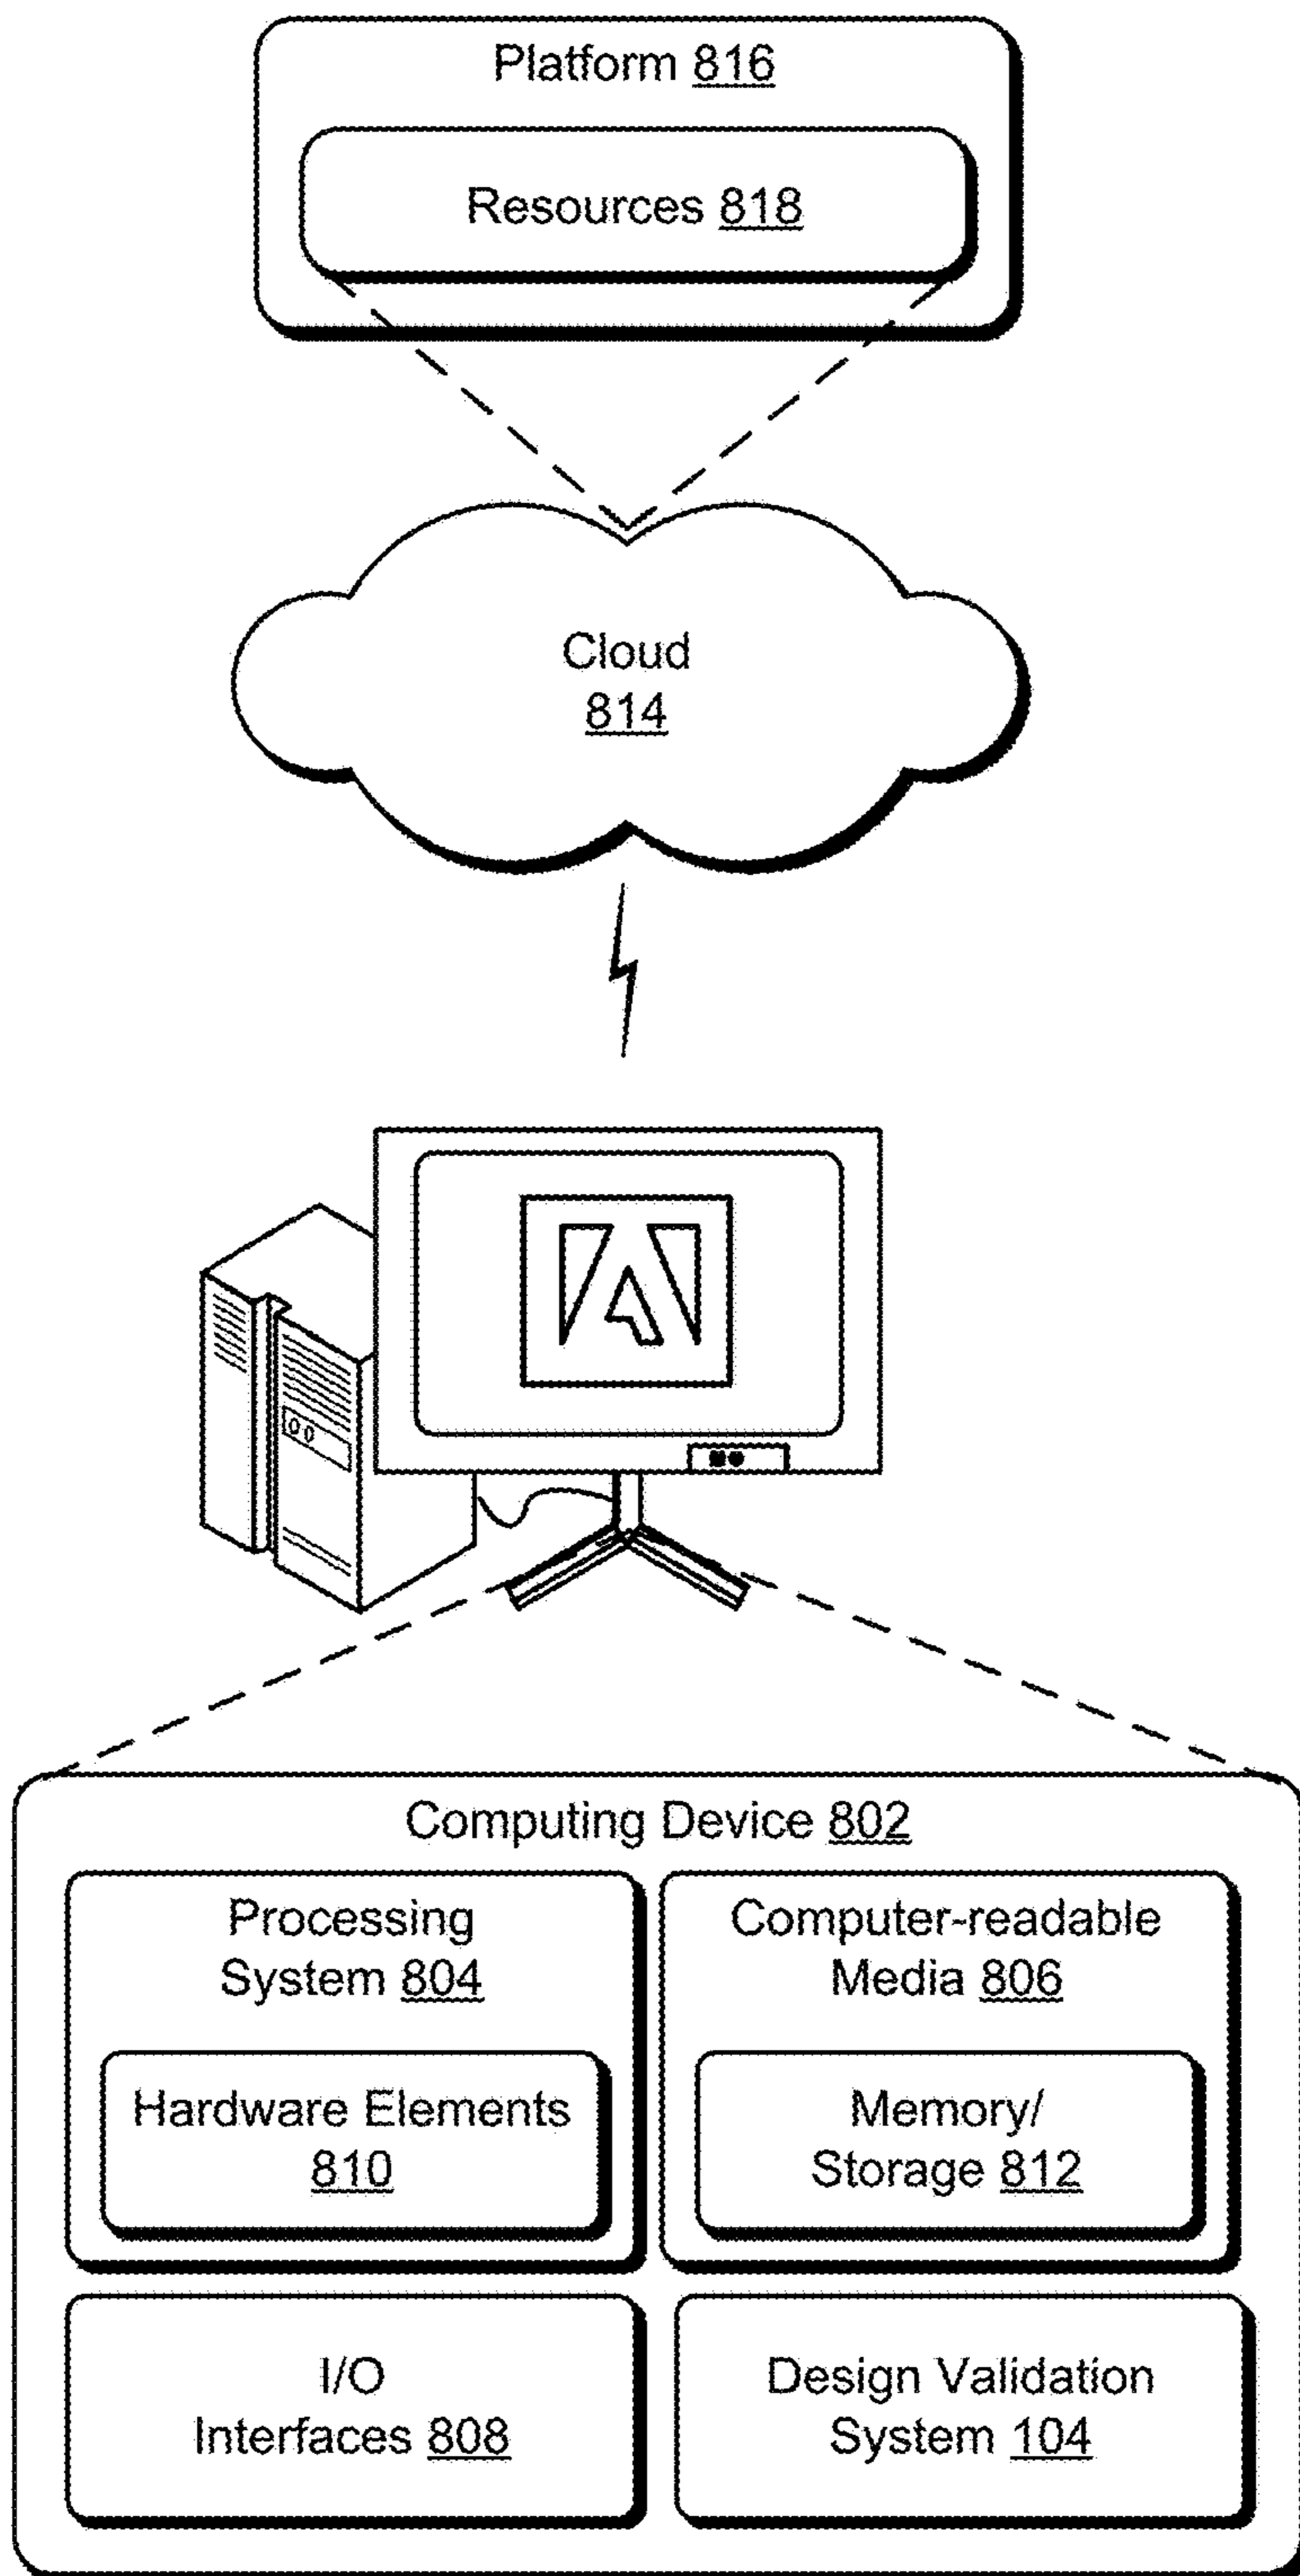 Platform 816
Resources 818
Cloud
814
Computing Device 802
Processing
System 804
Hardware Elements
810
Computer-readable
Media 806
Memory/
Storage 812
I/O
Interfaces 808
Design Validation
System 104